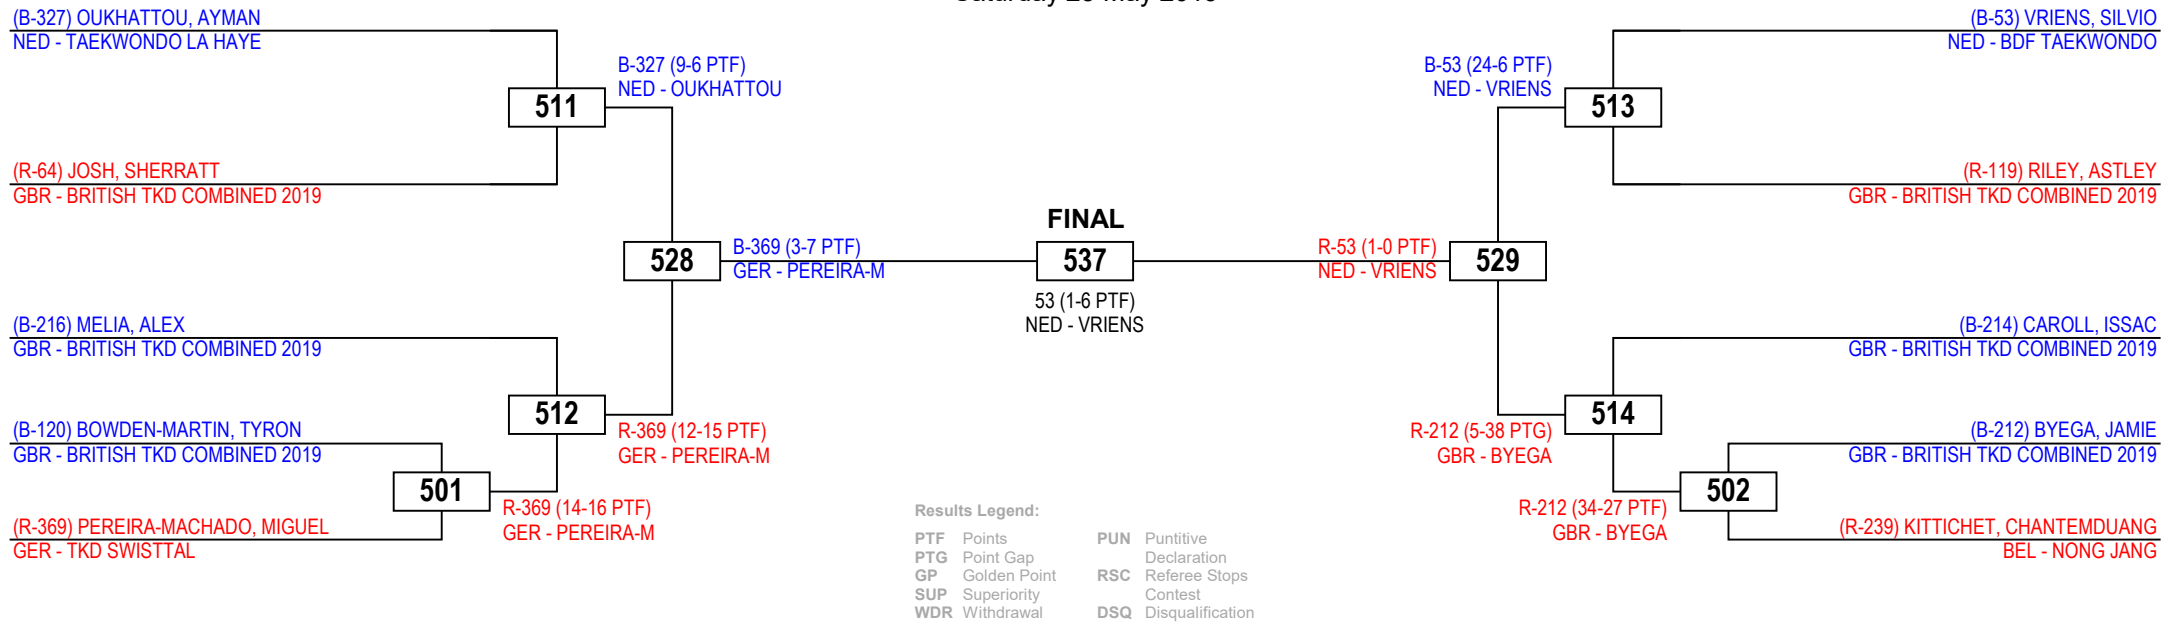 (B-327) OUKHATTOU, AYMAN
NED - TAEKWONDO LA HAYE
B-327 (9-6 PTF)
NED - OUKHATTOU
511
(R-64) JOSH, SHERRATT
GBR - BRITISH TKD COMBINED 2019
528
B-369 (3-7 PTF)
GER - PEREIRA-M
(B-216) MELIA, ALEX
GBR - BRITISH TKD COMBINED 2019
512
R-369 (12-15 PTF)
GER - PEREIRA-M
(B-120) BOWDEN-MARTIN, TYRON
GBR - BRITISH TKD COMBINED 2019
501
R-369 (14-16 PTF)
GER - PEREIRA-M
(R-369) PEREIRA-MACHADO, MIGUEL
GER - TKD SWISTTAL
FINAL
537
53 (1-6 PTF)
NED - VRIENS
(B-53) VRIENS, SILVIO
NED - BDF TAEKWONDO
B-53 (24-6 PTF)
NED - VRIENS
513
(R-119) RILEY, ASTLEY
GBR - BRITISH TKD COMBINED 2019
R-53 (1-0 PTF)
NED - VRIENS
529
(B-214) CAROLL, ISSAC
GBR - BRITISH TKD COMBINED 2019
514
R-212 (5-38 PTG)
GBR - BYEGA
(B-212) BYEGA, JAMIE
GBR - BRITISH TKD COMBINED 2019
502
R-212 (34-27 PTF)
GBR - BYEGA
(R-239) KITTICHET, CHANTEMDUANG
BEL - NONG JANG
Results Legend:
PTF Points
PTG Point Gap
GP Golden Point
SUP Superiority
WDR Withdrawal
PUN Puntitive
Declaration
RSC Referee Stops
Contest
DSQ Disqualification